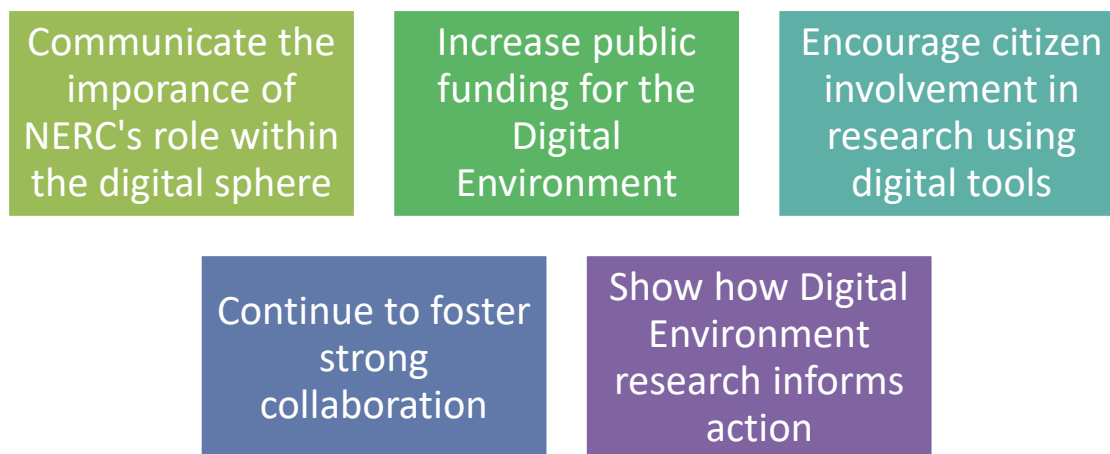 Communicate the
imporance of
NERC's role within
the digital sphere
Increase public
funding for the
Digital
Environment
Encourage citizen
involvement in
research using
digital tools
Continue to foster
strong
collaboration
Show how Digital
Environment
research informs
action